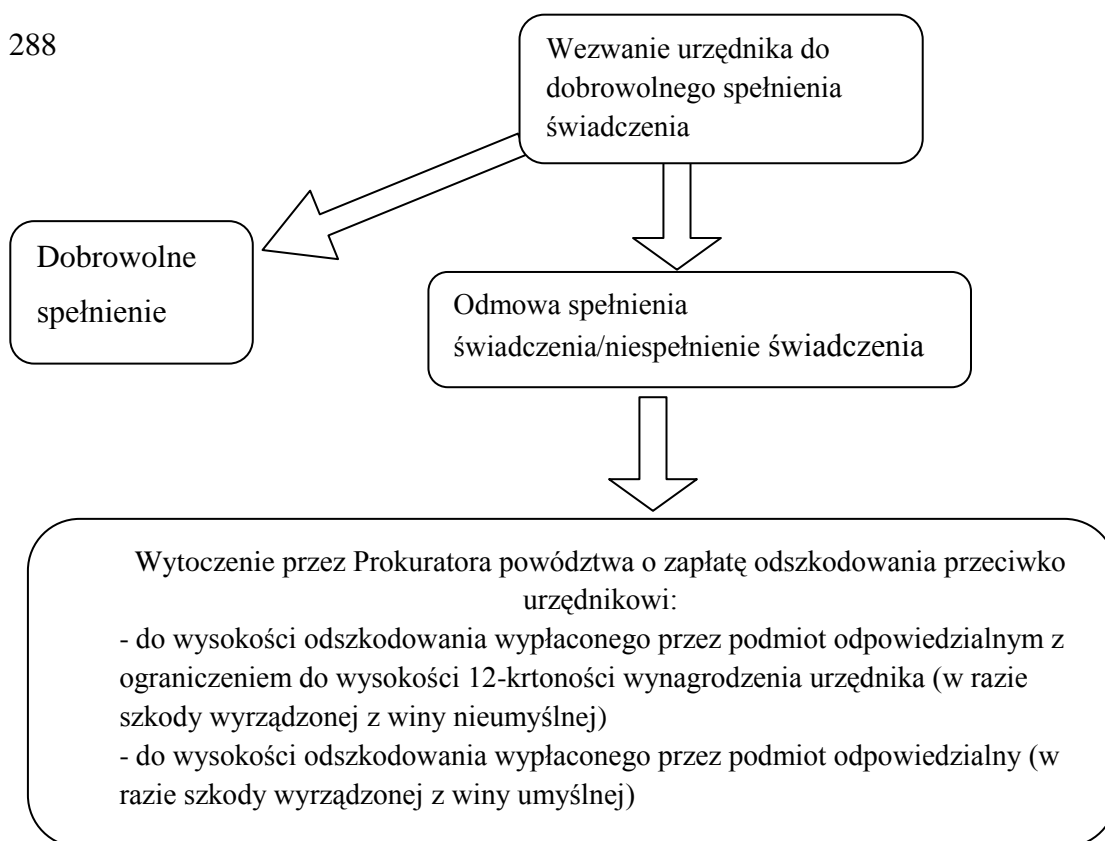 288
Wezwanie urzędnika do
dobrowolnego spełnienia
świadczenia
Dobrowolne
spełnienie
Odmowa spełnienia
świadczenia/niespełnienie świadczenia
Wytoczenie przez Prokuratora powództwa o zapłatę odszkodowania przeciwko
urzędnikowi:
- do wysokości odszkodowania wypłaconego przez podmiot odpowiedzialnym z
ograniczeniem do wysokości 12-krtoności wynagrodzenia urzędnika (w razie
szkody wyrządzonej z winy nieumyślnej)
- do wysokości odszkodowania wypłaconego przez podmiot odpowiedzialny (w
razie szkody wyrządzonej z winy umyślnej)